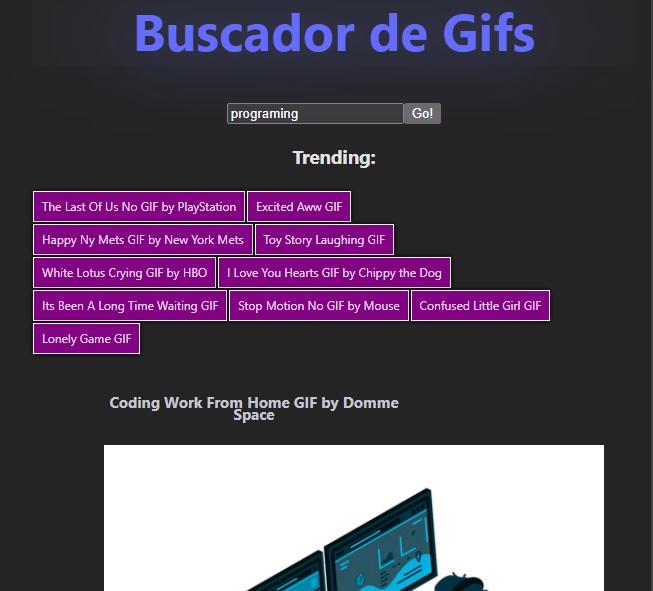 Buscador de Gifs
programing Go!
Trending:
The Last Of Us No GIF by PlayStation Excited Aww GIF
Happy Ny Mets GIF by New York Mets Toy Story Laughing GIF
White Lotus Crying GIF by HBO I Love You Hearts GIF by Chippy the Dog
Its Been A Long Time Waiting GIF Stop Motion No GIF by Mouse Confused Little Girl GIF
Lonely Game GIF
Coding Work From Home GIF by Domme
Space